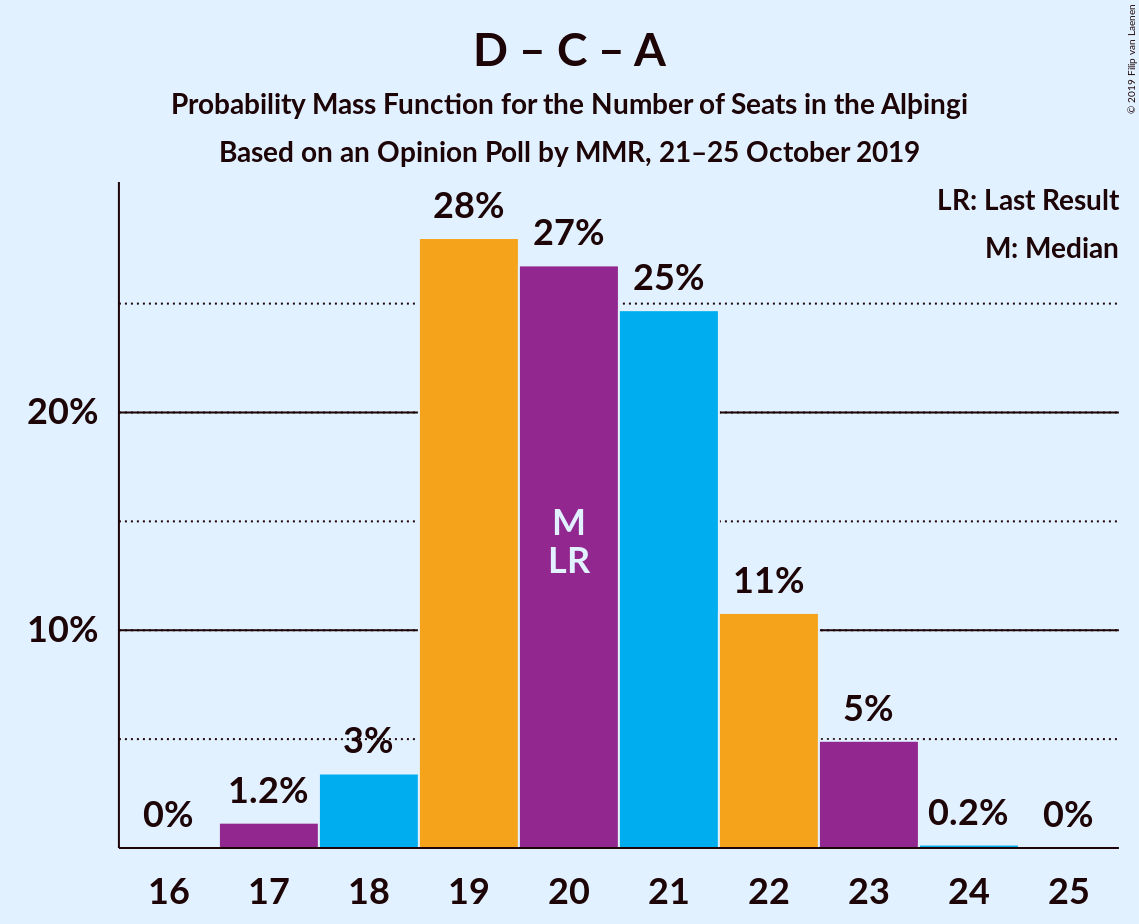 D – C – A
Probability Mass Function for the Number of Seats in the Alþingi
Based on an Opinion Poll by MMR, 21–25 October 2019
© 2019 Filip van Laenen
LR: Last Result
M: Median
28%
27%
25%
20%
M
LR
11%
10%
5%
3%
1.2%
0%
0.2%
0%
16 17 18 19 20 21 22 23 24 25